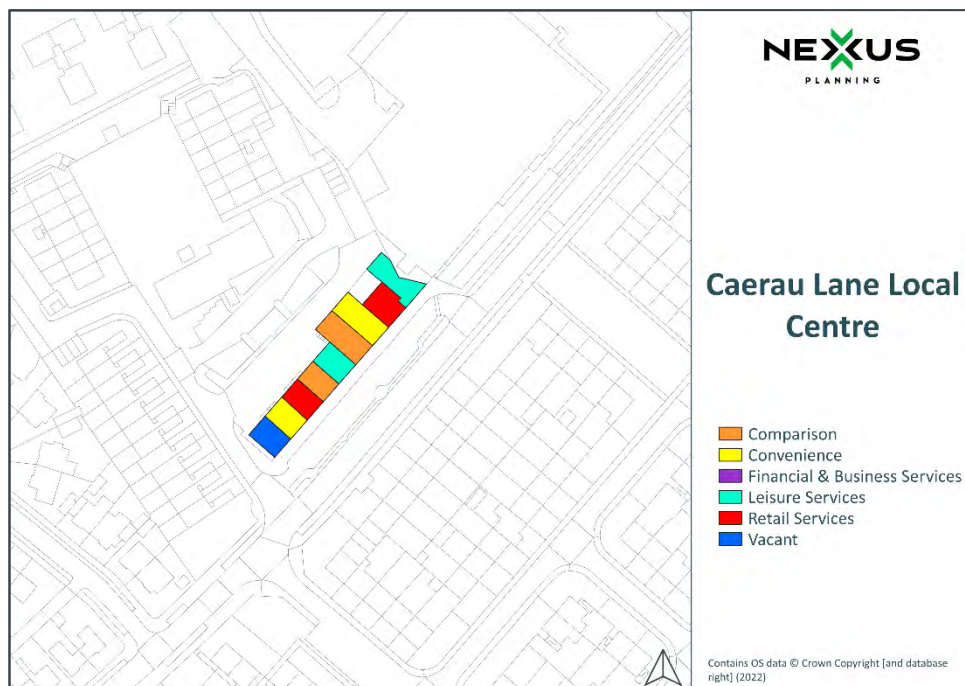 NEXUS
PLANNING
Caerau Lane Local
Centre
Comparison
Convenience
Financial & Business Services
Leisure Services
Retail Services
Vacant
Contains OS data © Crown Copyright [and database
right] (2022)